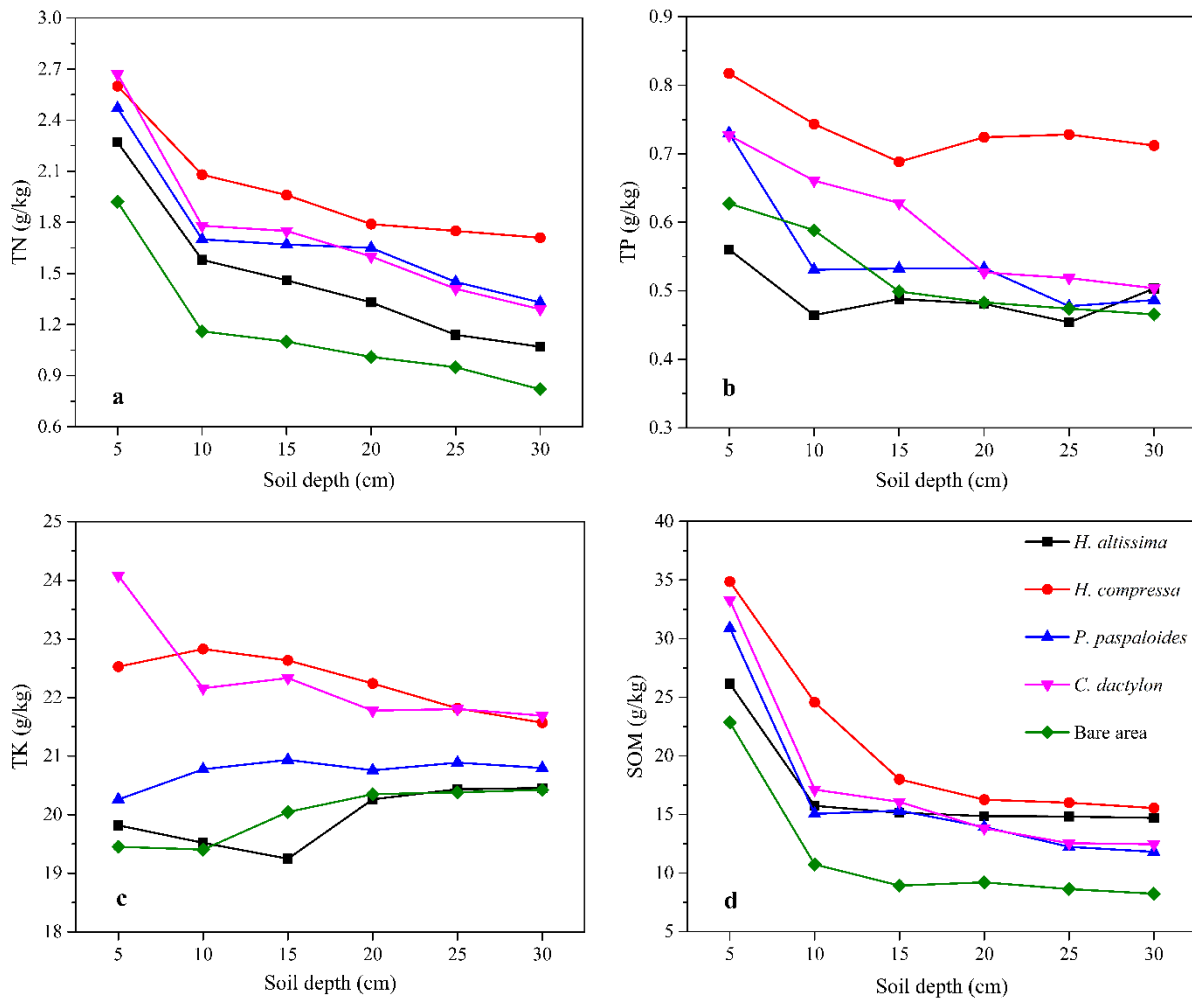 3.0
2.7
2.4
2.1
1.8
1.5
1.2
0.9
0.6
TN (g/kg)
a
5 10 15 20 25 30
Soil depth (cm)
0.9
0.8
0.7
0.6
0.5
0.4
0.3
TP (g/kg)
b
5 10 15 20 25 30
Soil depth (cm)
25
24
23
22
21
20
19
18
TK (g/kg)
c
5 10 15 20 25 30
Soil depth (cm)
40
35
30
25
20
15
10
5
SOM (g/kg)
H. altissima
H. compressa
P. paspaloides
C. dactylon
Bare area
d
5 10 15 20 25 30
Soil depth (cm)